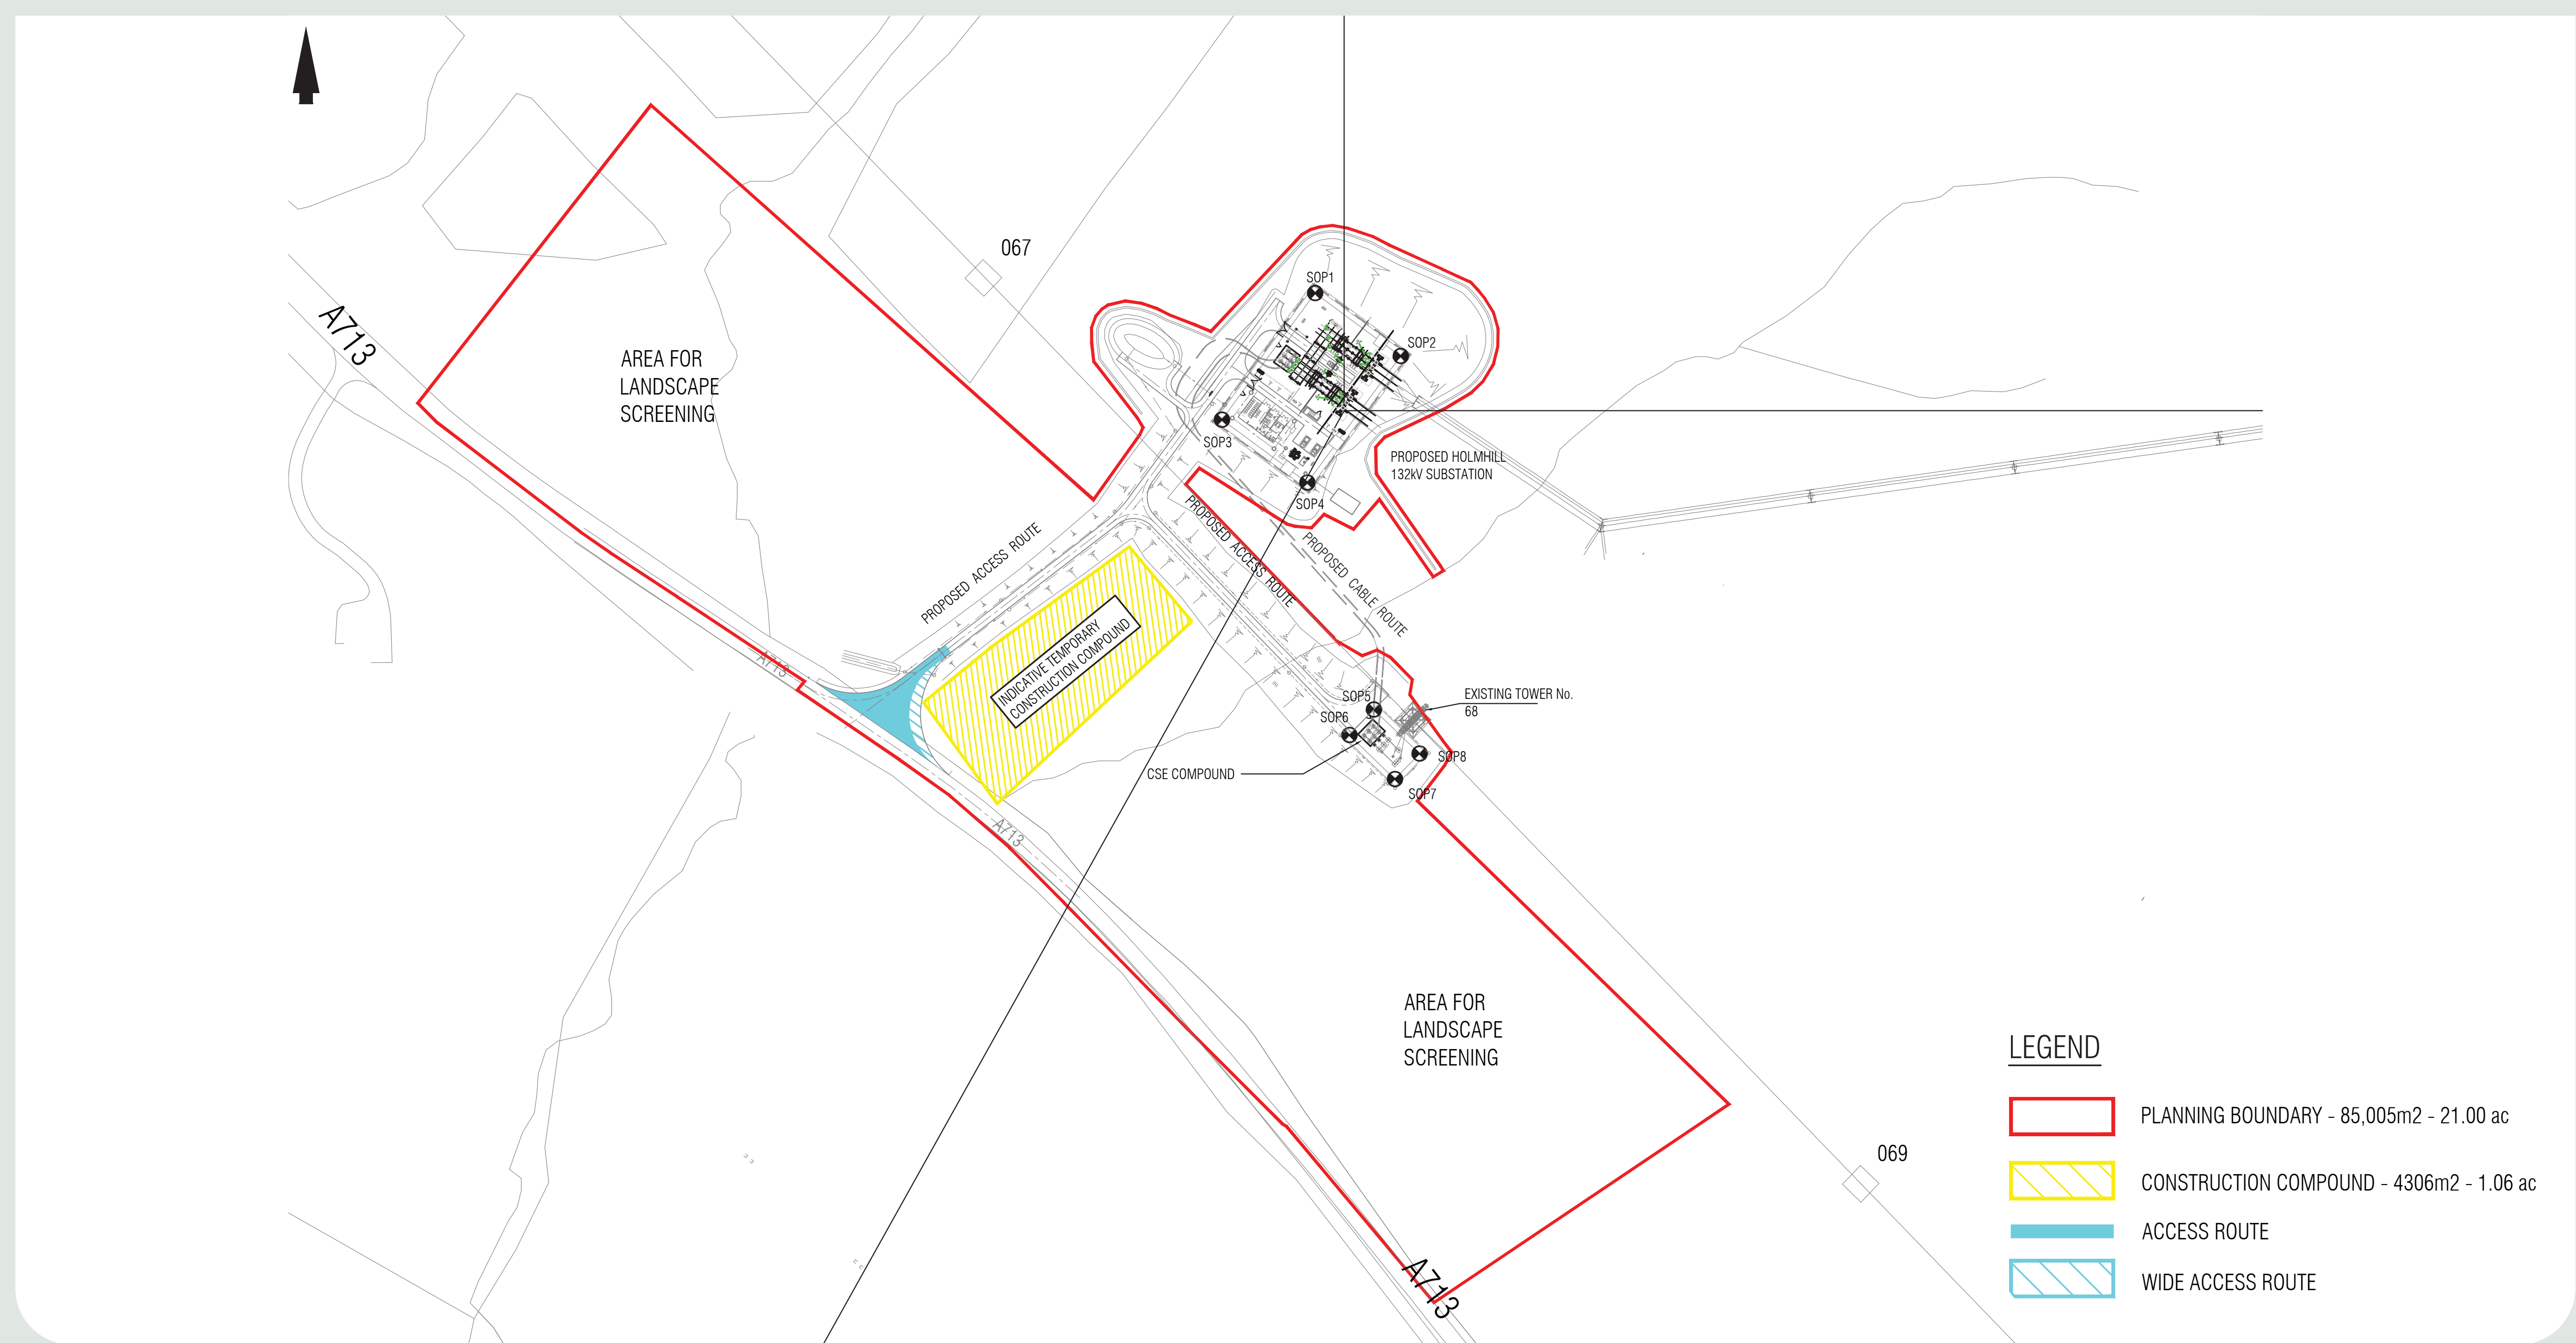 067
SOP1
A713
SOP2
AREA FOR
LANDSCAPE
SCREENING
SOP3
PROPOSED HOLMHILL
132kV SUBSTATION
SOP4
PROPOSED ACCESS ROUTE
PROPOSED ACCESS ROUTE
PROPOSED CABLE ROUTE
INDICATIVE TEMPORARY
CONSTRUCTION COMPOUND
A713
SOP5
EXISTING TOWER No.
68
SOP6
SOP8
CSE COMPOUND
SOP7
A713
AREA FOR
LANDSCAPE
SCREENING
069
A713
LEGEND
PLANNING BOUNDARY - 85,005m2 - 21.00 ac
CONSTRUCTION COMPOUND - 4306m2 - 1.06 ac
ACCESS ROUTE
WIDE ACCESS ROUTE